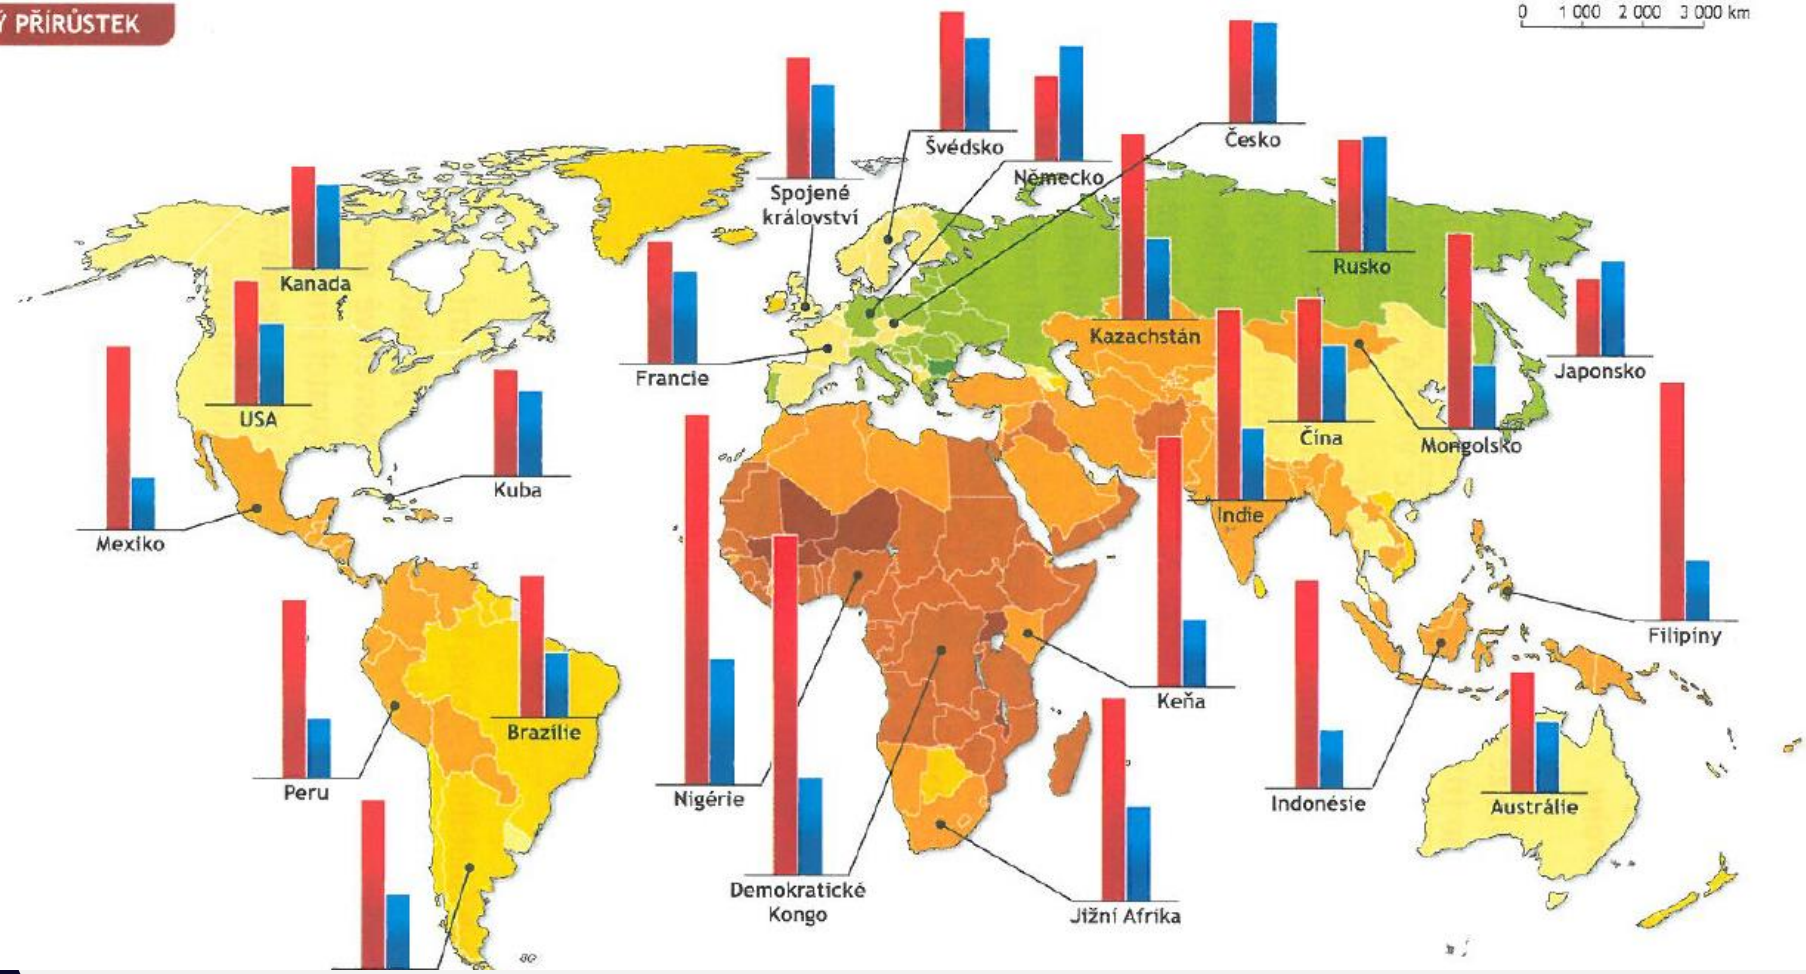 Ý PŘÍRŮSTEK
0 1 000 2 000 3 000 km
Švédsko
Česko
Německo
Spojené
království
Kanada
Rusko
Kazachstán
Francie
Japonsko
USA
Čína
Mongolsko
Kuba
Indie
Mexiko
Filipíny
Keňa
Brazílie
Peru
Nigérie
Indonésie
Austrálie
Demokratické
Kongo
Jižní Afrika